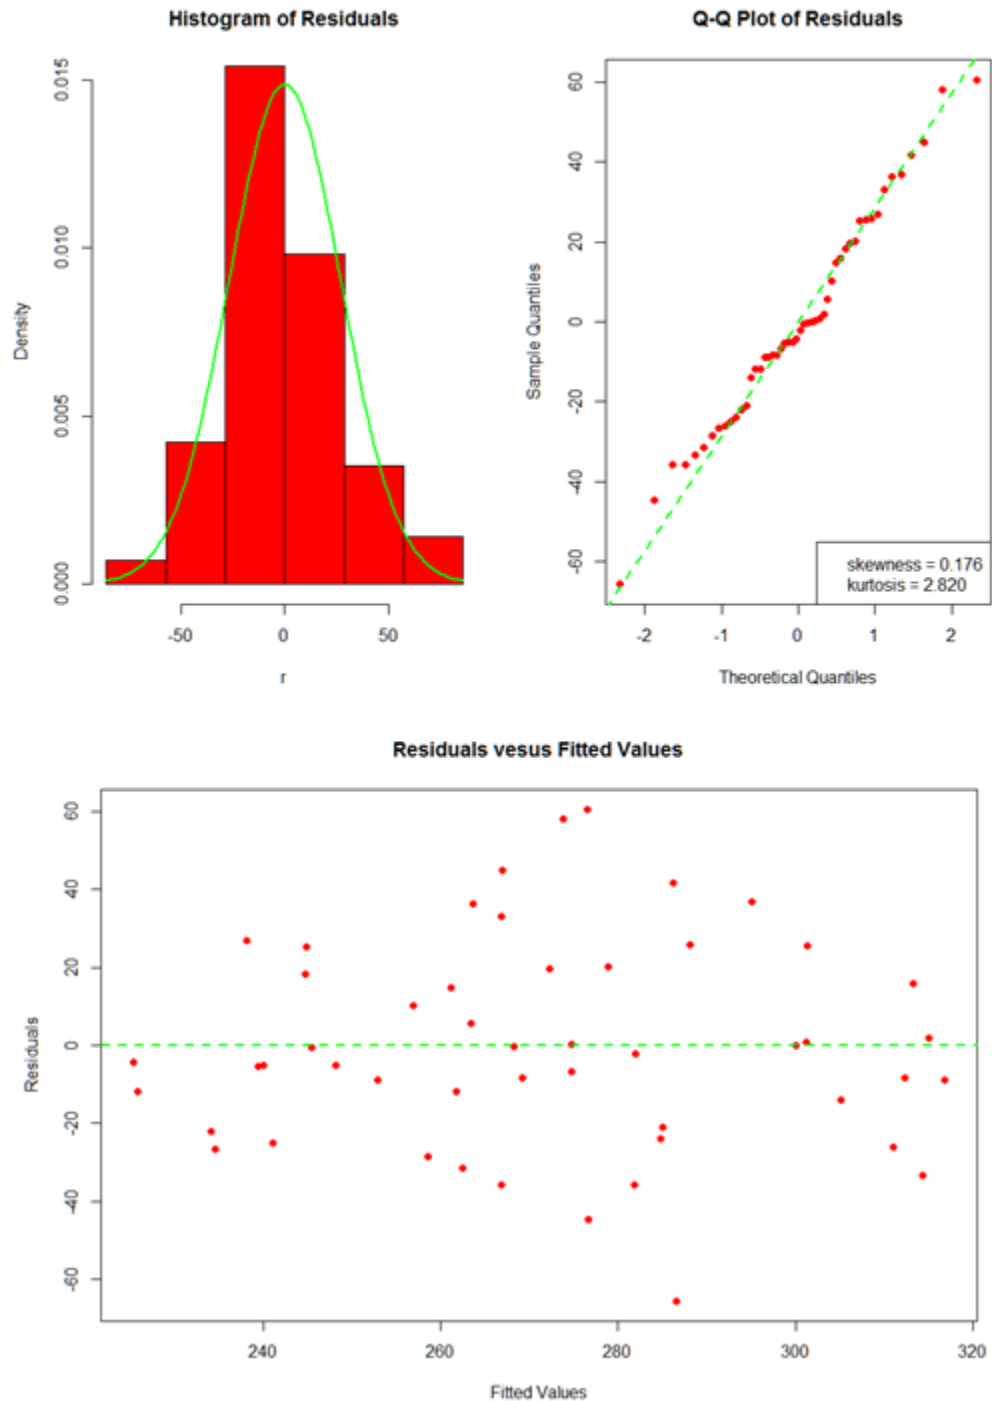 Histogram of Residuals
Density
0.000
0.005
0.010
0.015
-50
0
50
r
Q-Q Plot of Residuals
Sample Quantiles
-60
-40
-20
0
20
40
60
skewness = 0.176
kurtosis = 2.820
-2
-1
0
1
2
Theoretical Quantiles
Residuals vesus Fitted Values
Residuals
-60
-40
-20
0
20
40
60
240
260
280
300
320
Fitted Values